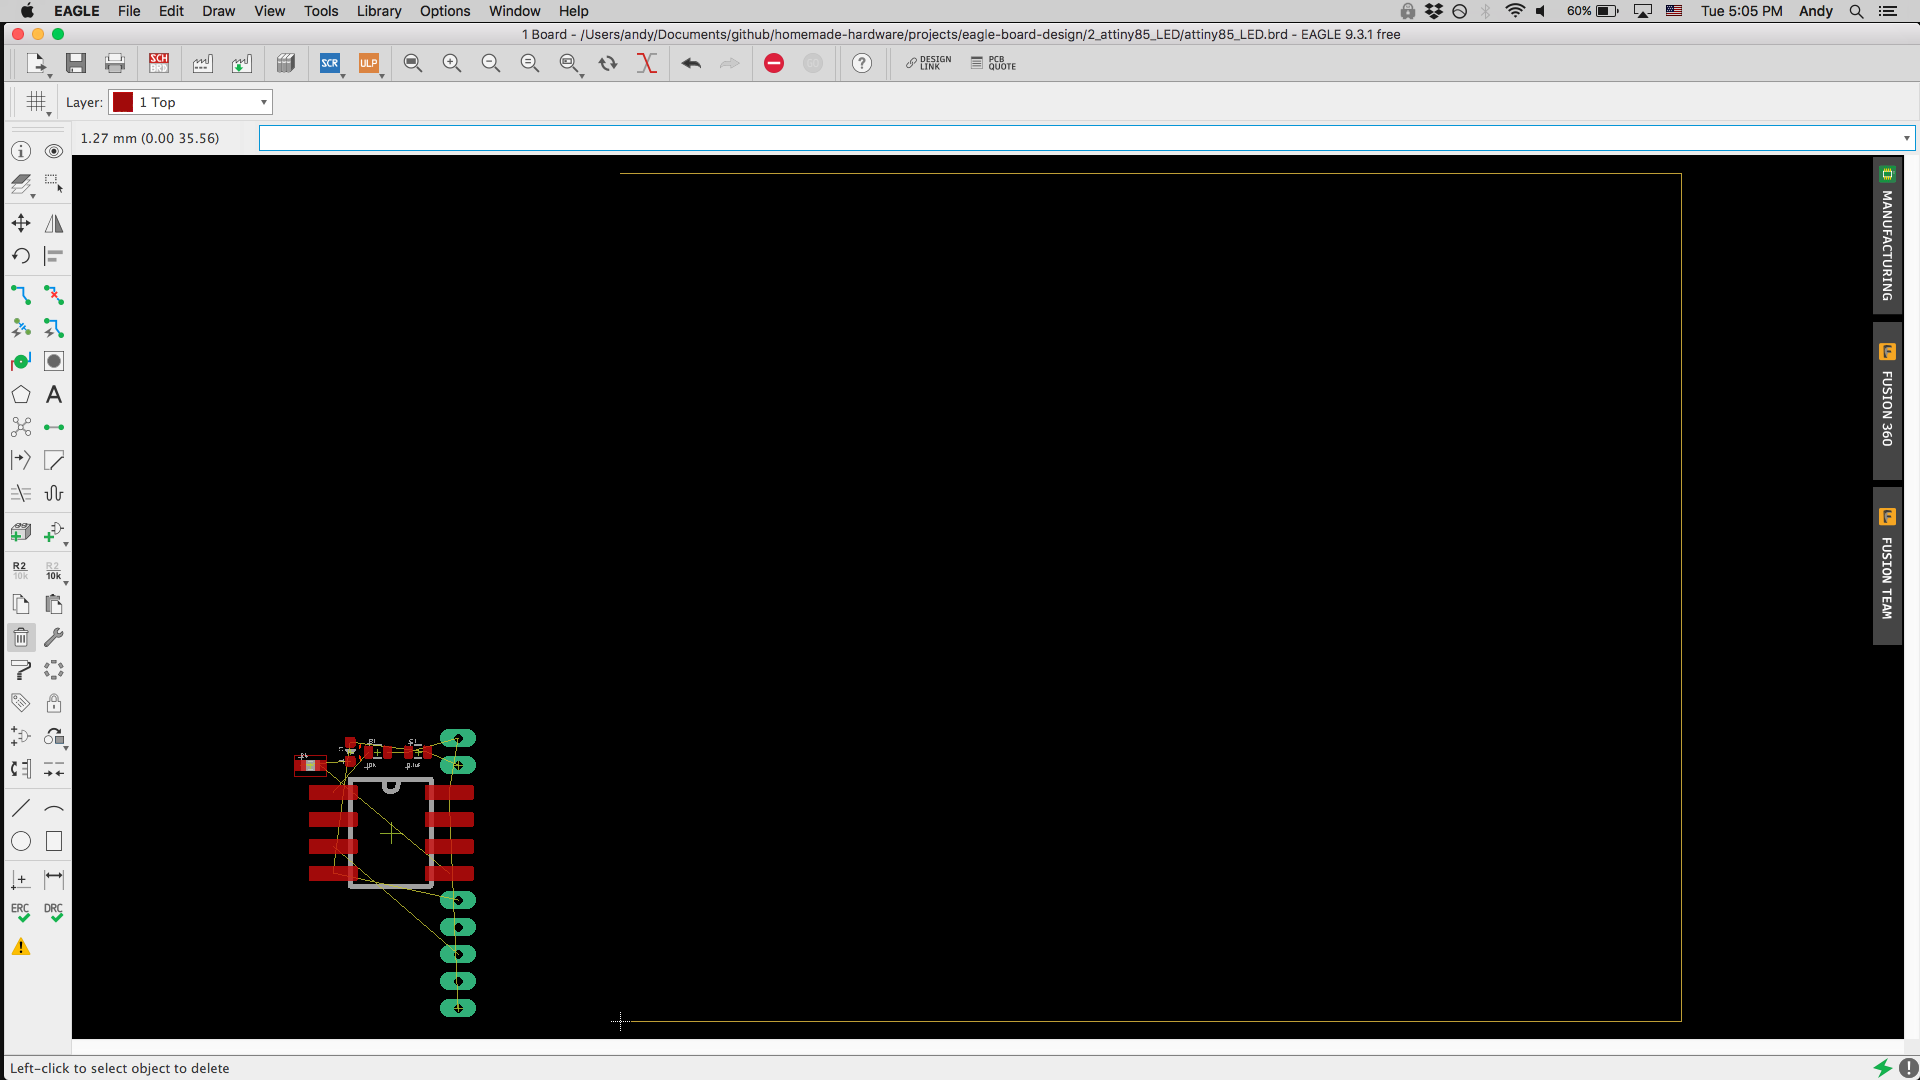 EAGLE File Edit Draw View Tools Library Options Window Help 60% Tue 5:05 PM Andy
1 Board - /Users/andy/Documents/github/homemade-hardware/projects/eagle-board-design/2_attiny85_LED/attiny85_LED.brd - EAGLE 9.3.1 free
SCH BRD SCR ULP ? DESIGN LINK PCB QUOTE
Layer: 1 Top
1.27 mm (0.00 35.56)
MANUFACTURING
FUSION 360
FUSION TEAM
A
R2 10k R2 10k
ERC DRC
Left-click to select object to delete